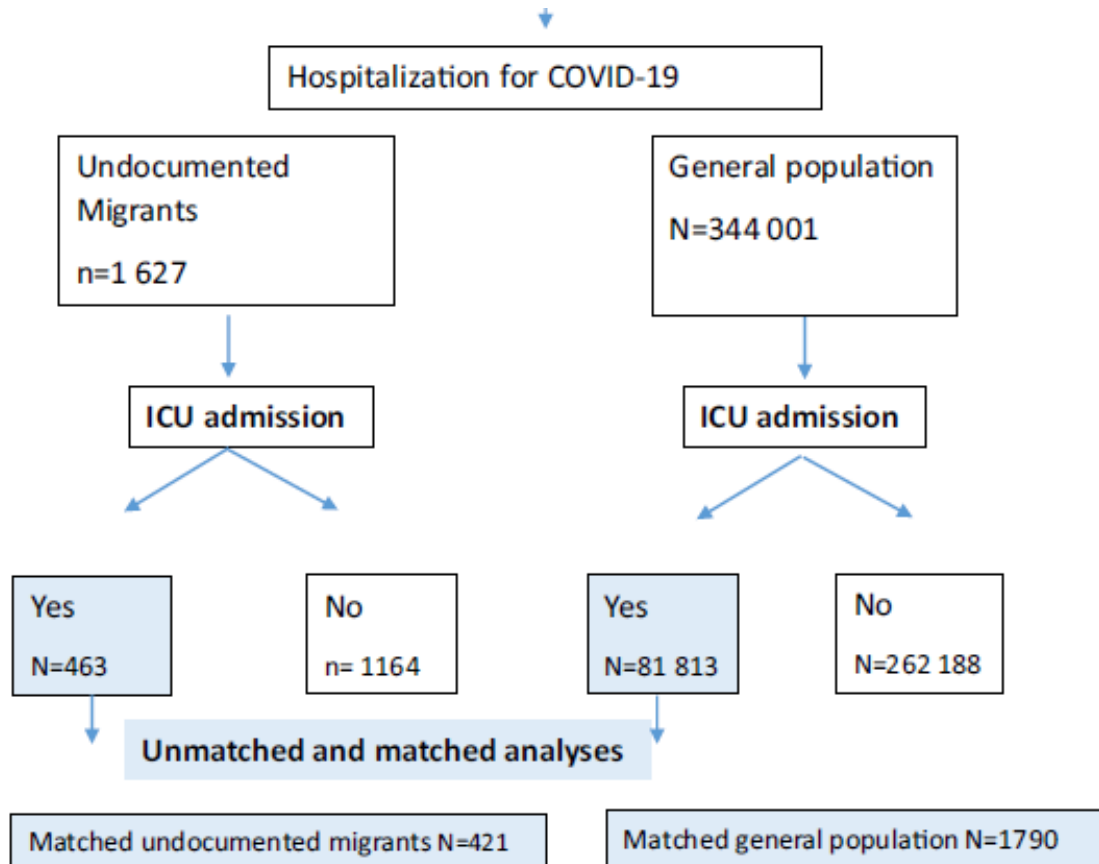 Hospitalization for COVID-19
Undocumented
Migrants
n=1 627
General population
N=344 001
ICU admission
ICU admission
Yes
N=463
No
n= 1164
Yes
N=81 813
No
N=262 188
Unmatched and matched analyses
Matched undocumented migrants N=421
Matched general population N=1790